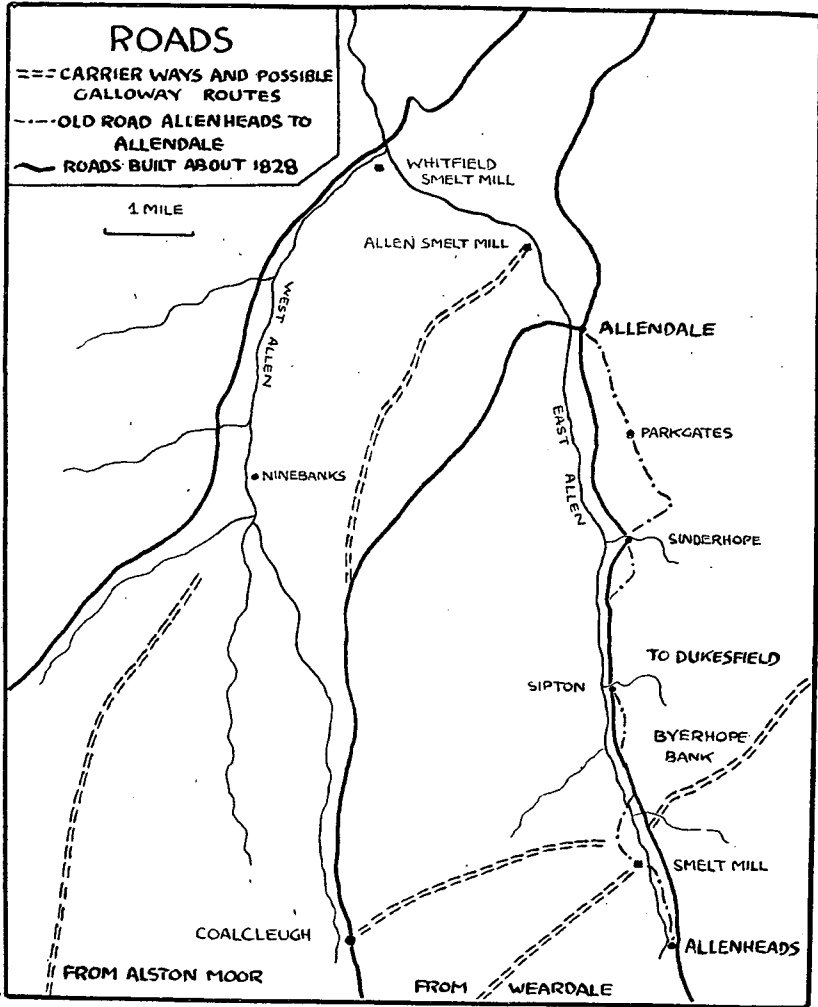 ROADS
CARRIER WAYS AND POSSIBLE
GALLOWAY ROUTES
OLD ROAD ALLENHEADS TO
ALLENDALE
ROADS BUILT ABOUT 1828
1 MILE
WHITFIELD
SMELT MILL
ALLEN SMELT MILL
WEST ALLEN
ALLENDALE
EAST ALLEN
PARKGATES
NINEBANKS
SINDERHOPE
TO DUKESFIELD
SIPTON
BYERHOPE
BANK
SMELT MILL
COALCLEUGH
ALLENHEADS
FROM ALSTON MOOR
FROM WEARDALE